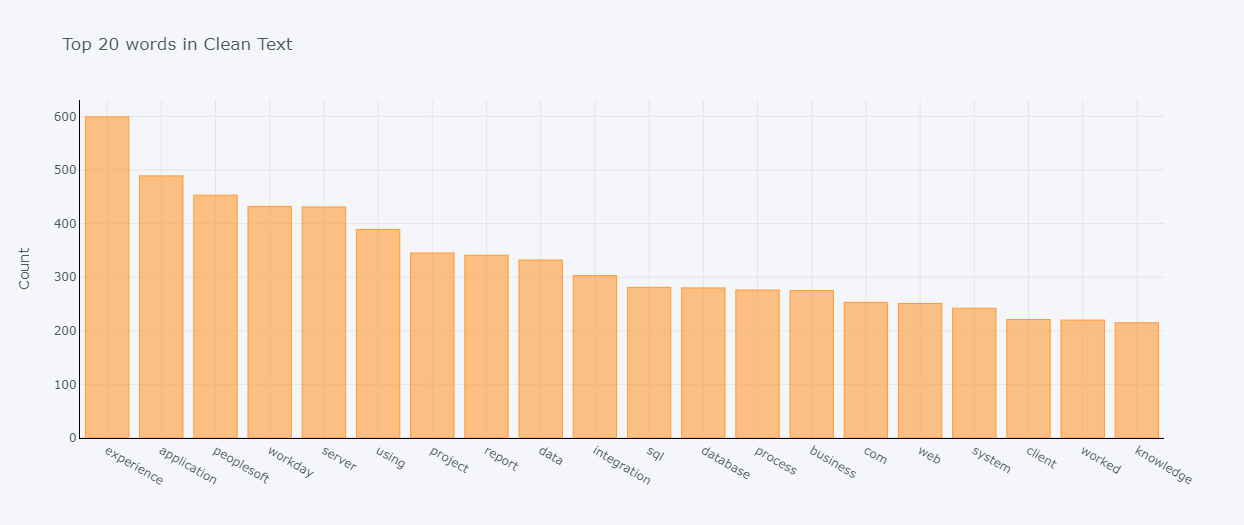 Top 20 words in Clean Text
Count
600
500
400
300
200
100
0
experience
application
peoplesoft
workday
server
using
project
report
data
integration
sql
database
process
business
com
web
system
client
worked
knowledge